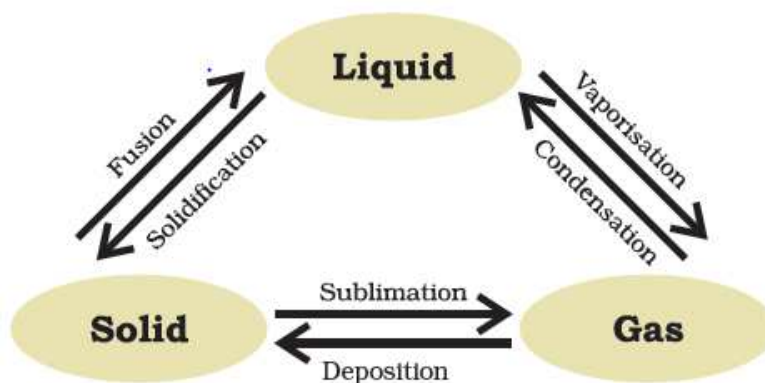 Liquid
Fusion
Solidification
Vaporisation
Condensation
Solid
Sublimation
Deposition
Gas